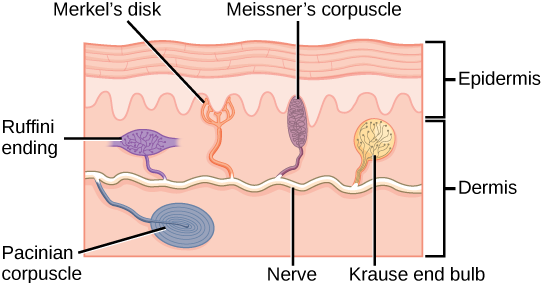 Merkel's disk
Meissner's corpuscle
Epidermis
Ruffini
ending
Dermis
Pacinian
corpuscle
Nerve
Krause end bulb